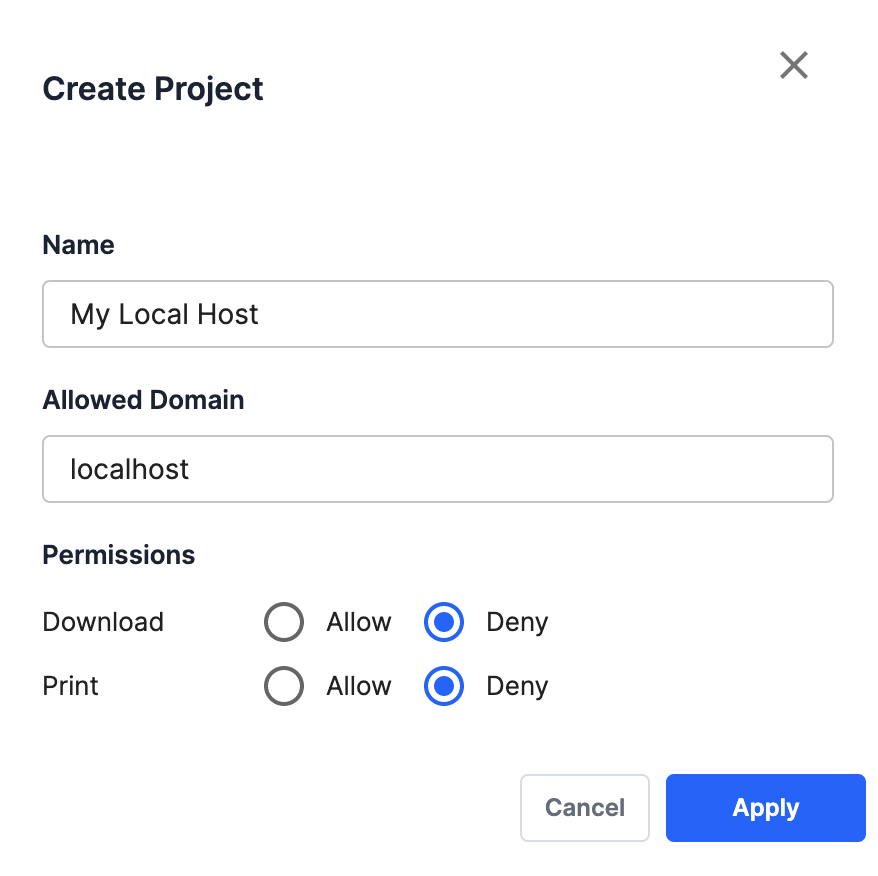 Create Project
Name
My Local Host
Allowed Domain
localhost
Permissions
Download Allow Deny
Print Allow Deny
Cancel Apply